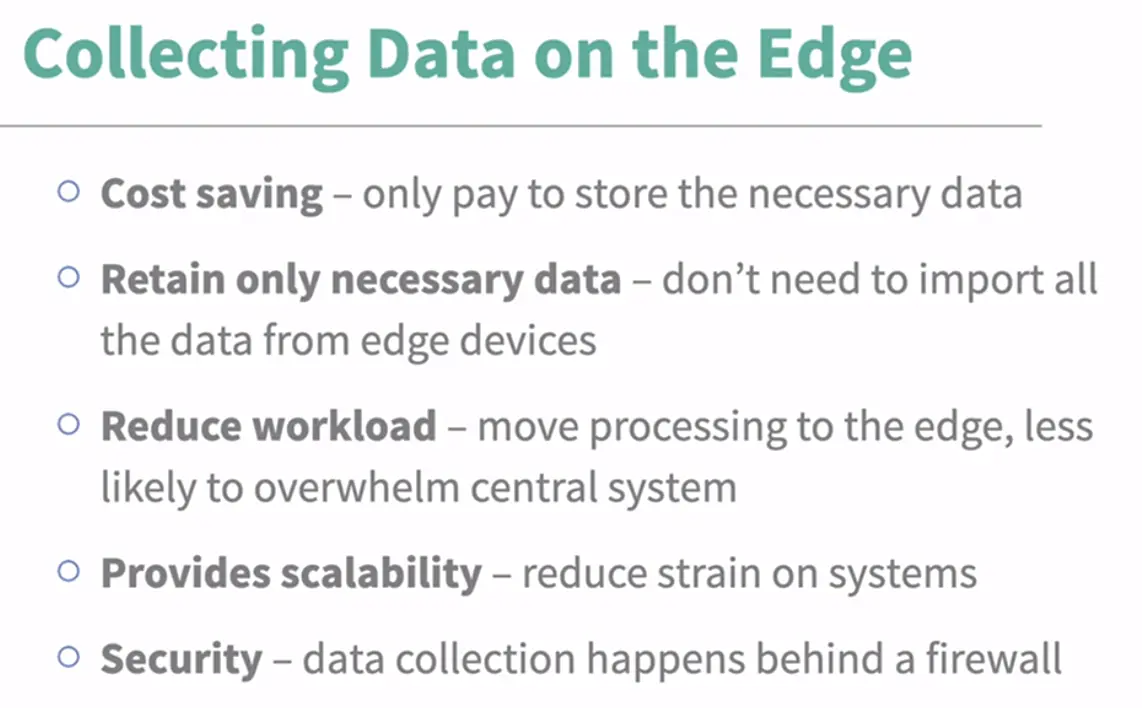 Collecting Data on the Edge
Cost saving – only pay to store the necessary data
Retain only necessary data – don’t need to import all
the data from edge devices
Reduce workload – move processing to the edge, less
likely to overwhelm central system
Provides scalability – reduce strain on systems
Security – data collection happens behind a firewall